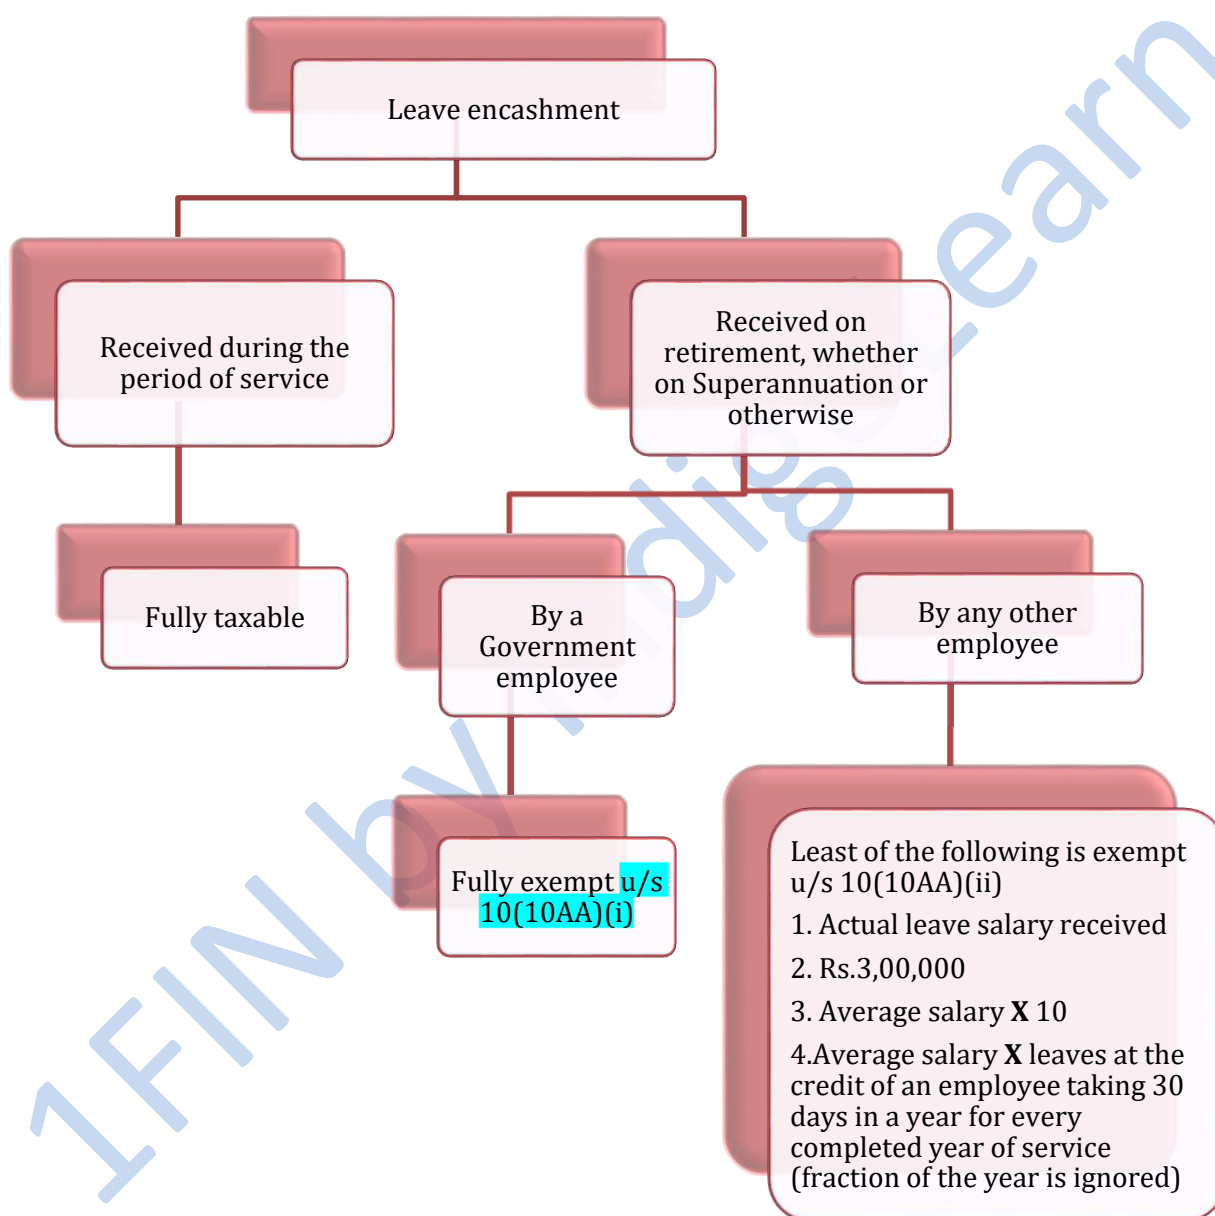 Leave encashment
Received during the
period of service
Received on
retirement, whether
on Superannuation or
otherwise
Fully taxable
By a
Government
employee
By any other
employee
Fully exempt u/s
10(10AA)(i)
Least of the following is exempt
u/s 10(10AA)(ii)
1. Actual leave salary received
2. Rs.3,00,000
3. Average salary X 10
4.Average salary X leaves at the
credit of an employee taking 30
days in a year for every
completed year of service
(fraction of the year is ignored)
1FIN by IndigoLearn